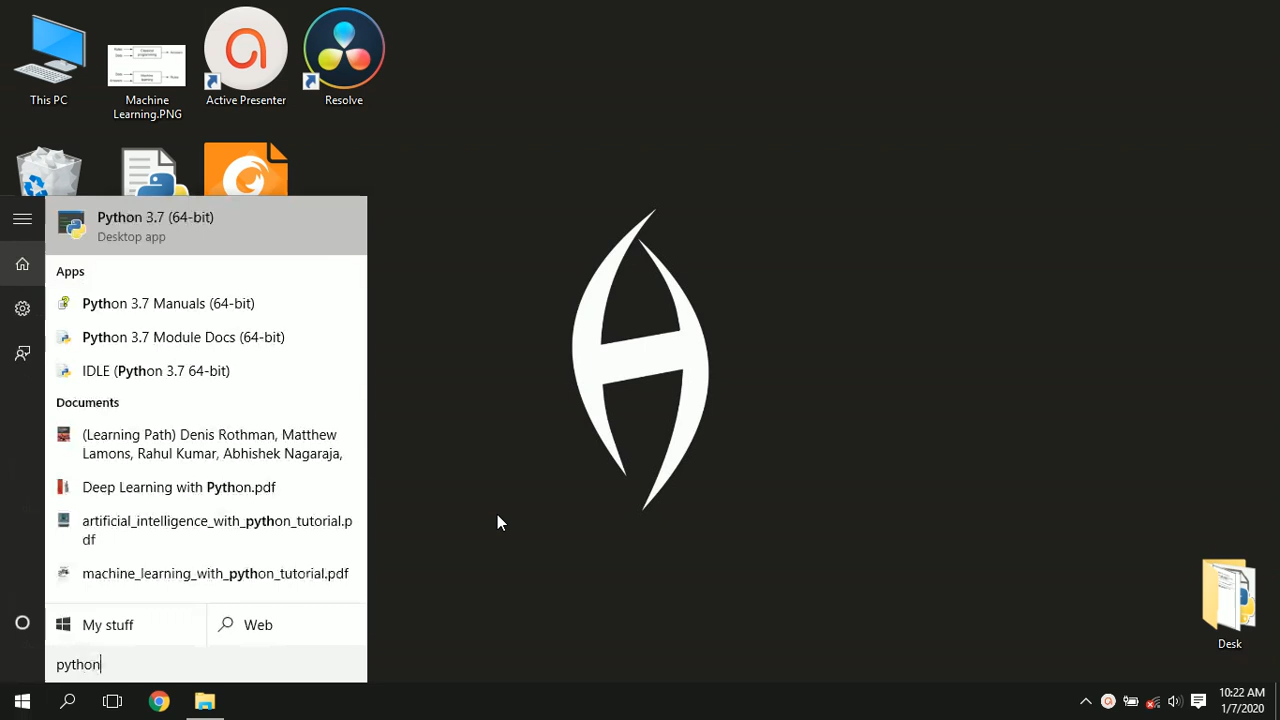 This PC
Machine
Learning.PNG
Active Presenter
Resolve
Python 3.7 (64-bit)
Desktop app
Apps
Python 3.7 Manuals (64-bit)
Python 3.7 Module Docs (64-bit)
IDLE (Python 3.7 64-bit)
Documents
(Learning Path) Denis Rothman, Matthew
Lamons, Rahul Kumar, Abhishek Nagaraja,
Deep Learning with Python.pdf
artificial_intelligence_with_python_tutorial.p
df
machine_learning_with_python_tutorial.pdf
My stuff
Web
python
Desk
10:22 AM
1/7/2020